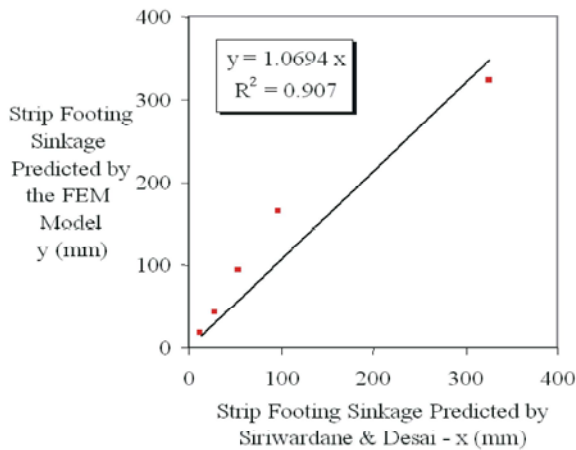 400
300
200
100
0
y = 1.0694 x
R² = 0.907
Strip Footing
Sinkage
Predicted by
the FEM
Model
y (mm)
0 100 200 300 400
Strip Footing Sinkage Predicted by
Siriwardane & Desai - x (mm)